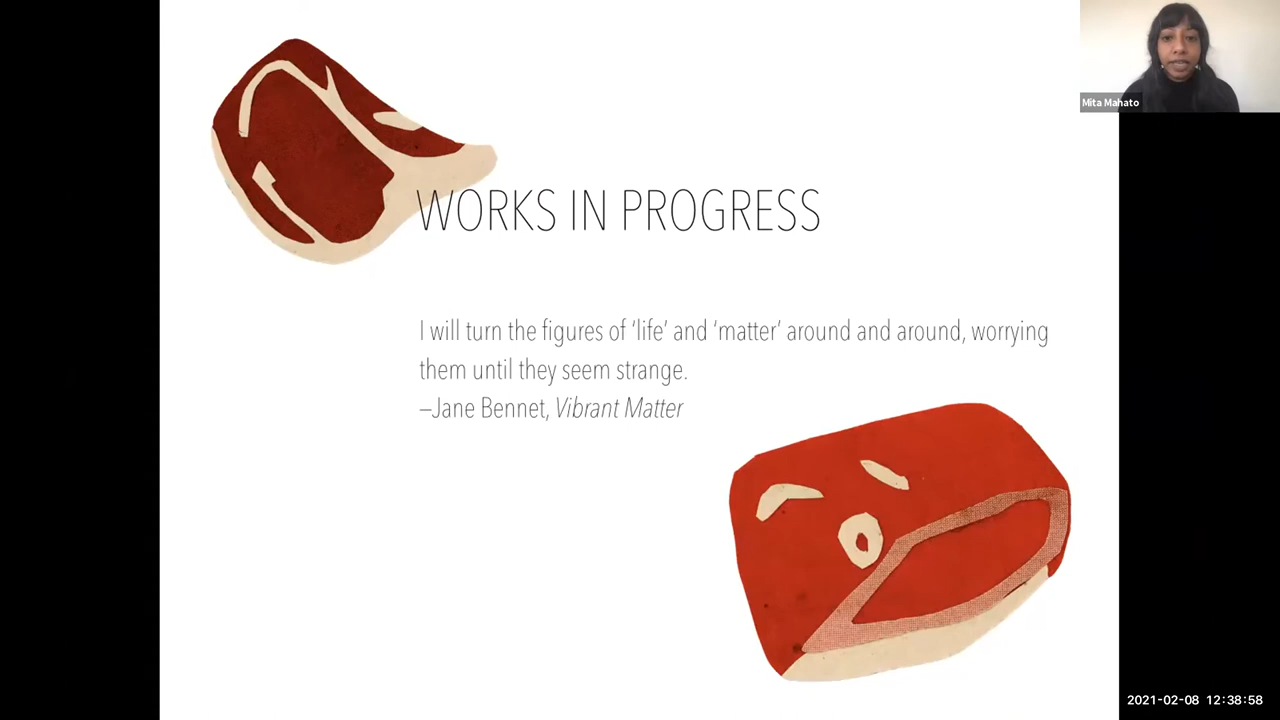 Mita Mahato
WORKS IN PROGRESS
I will turn the figures of ‘life’ and ‘matter’ around and around, worrying
them until they seem strange.
—Jane Bennet, Vibrant Matter
2021-02-08 12:38:58